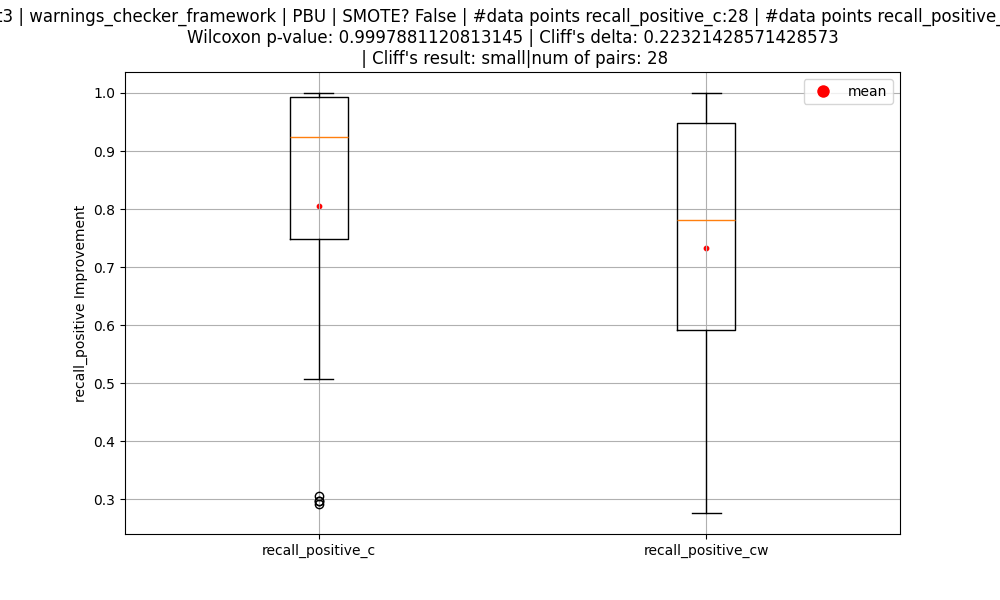 t3 | warnings_checker_framework | PBU | SMOTE? False | #data points recall_positive_c:28 | #data points recall_positive_
Wilcoxon p-value: 0.9997881120813145 | Cliff's delta: 0.22321428571428573
| Cliff's result: small|num of pairs: 28
mean
1.0
0.9
0.8
0.7
0.6
0.5
0.4
0.3
recall_positive Improvement
recall_positive_c
recall_positive_cw